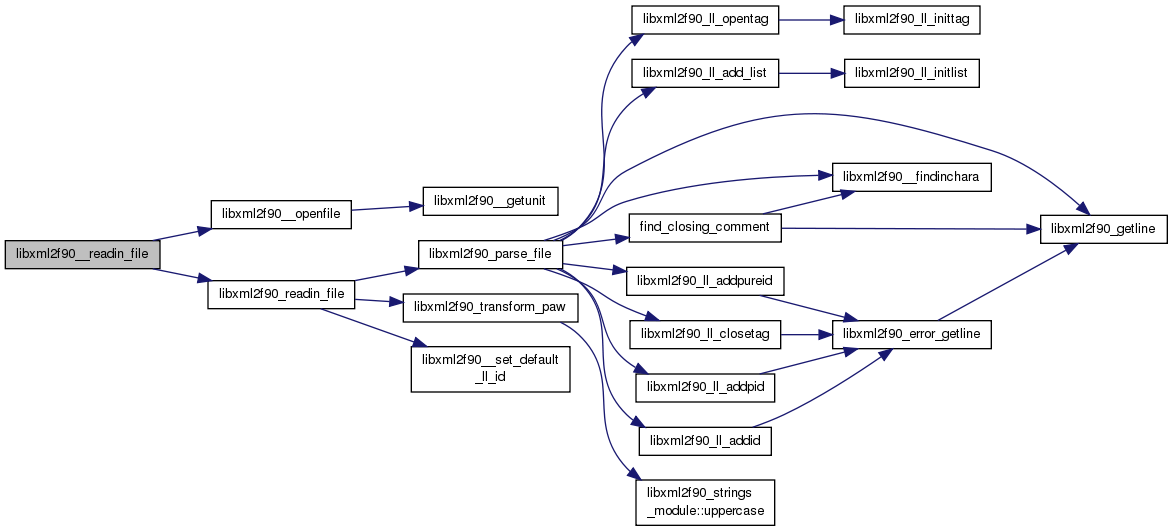 libxml2f90_ll_opentag
libxml2f90_ll_inittag
libxml2f90_ll_add_list
libxml2f90_ll_initlist
libxml2f90__findinchara
libxml2f90__getunit
libxml2f90__openfile
find_closing_comment
libxml2f90_getline
libxml2f90__readin_file
libxml2f90_parse_file
libxml2f90_ll_addpureid
libxml2f90_readin_file
libxml2f90_transform_paw
libxml2f90_ll_closetag
libxml2f90_error_getline
libxml2f90__set_default
_ll_id
libxml2f90_ll_addpid
libxml2f90_ll_addid
libxml2f90_strings
_module::uppercase